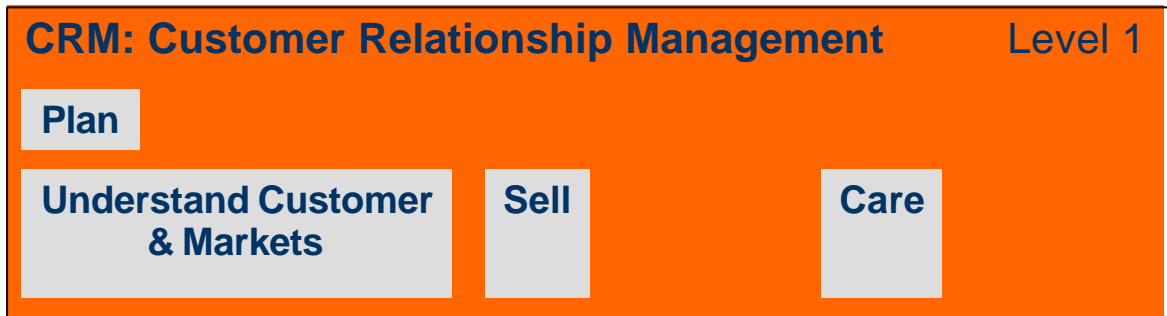 CRM: Customer Relationship Management Level 1
Plan
Understand Customer
& Markets
Sell
Care